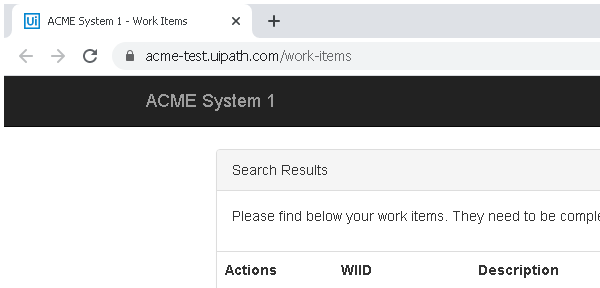 Ui ACME System 1 - Work Items
acme-test.uipath.com/work-items
ACME System 1
Search Results
Please find below your work items. They need to be comple
Actions WIID Description